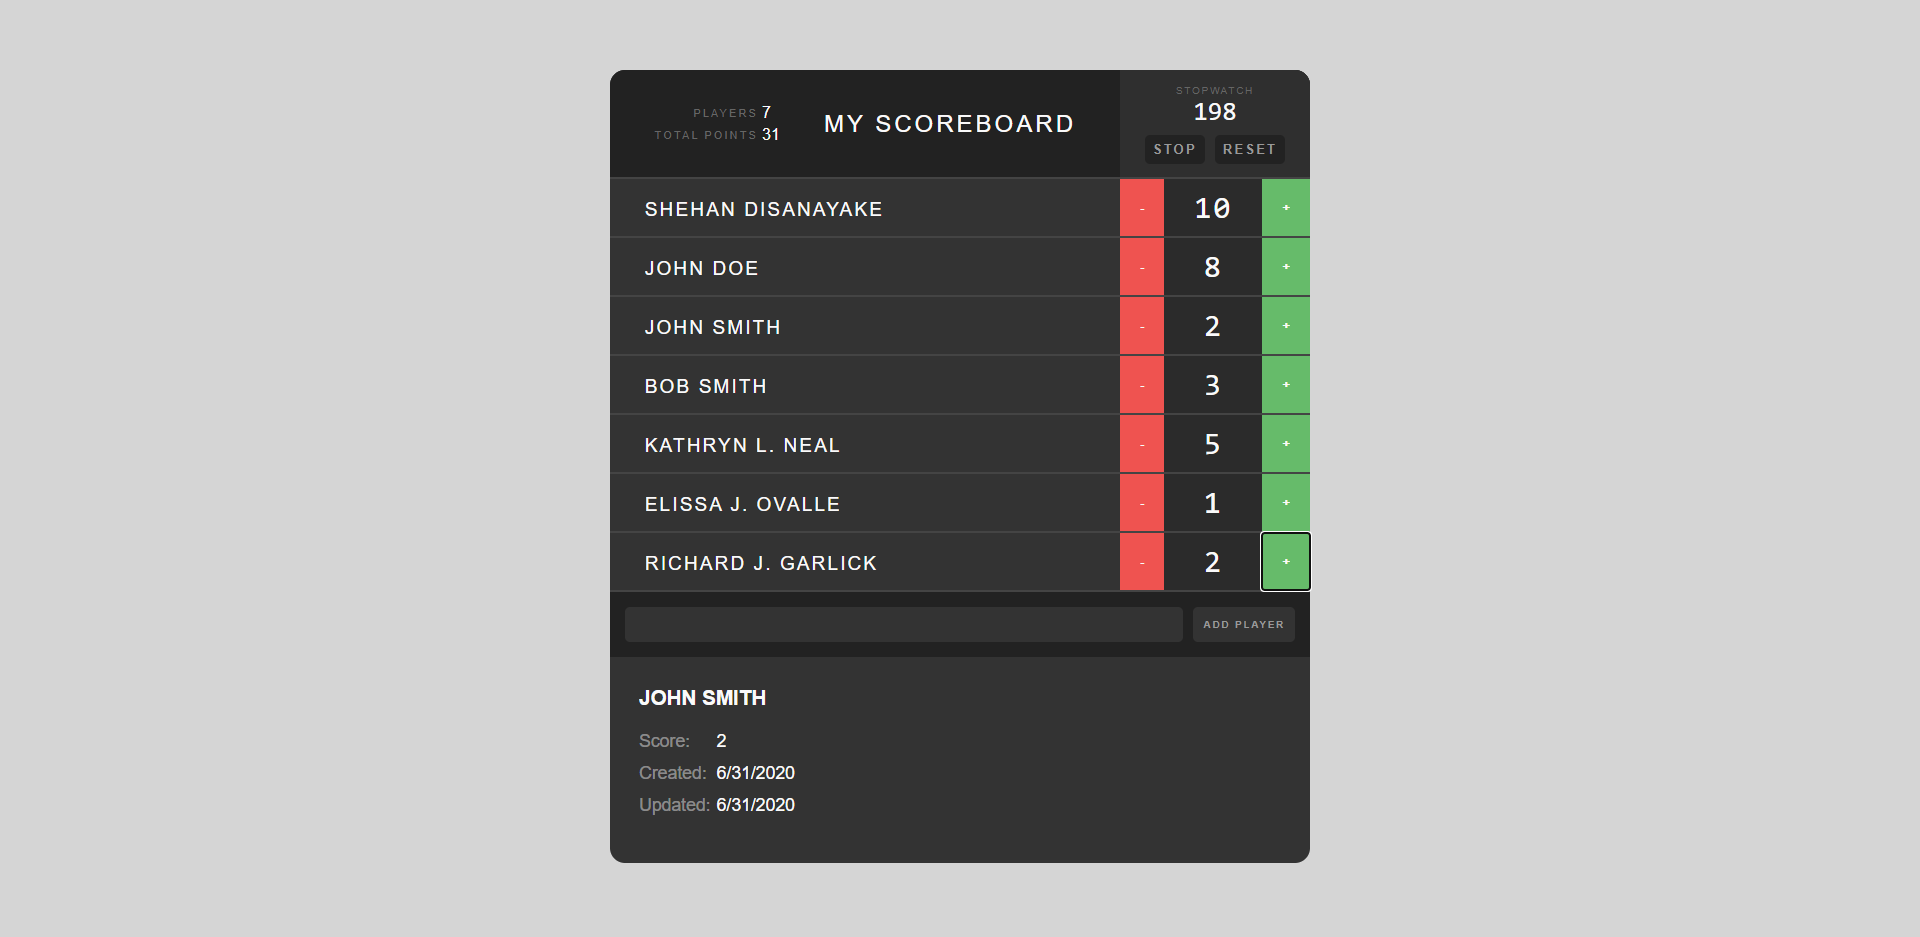 PLAYERS 7
TOTAL POINTS 31
MY SCOREBOARD
STOPWATCH
198
STOP RESET
SHEHAN DISANAYAKE - 10 +
JOHN DOE - 8 +
JOHN SMITH - 2 +
BOB SMITH - 3 +
KATHRYN L. NEAL - 5 +
ELISSA J. OVALLE - 1 +
RICHARD J. GARLICK - 2 +
ADD PLAYER
JOHN SMITH
Score: 2
Created: 6/31/2020
Updated: 6/31/2020